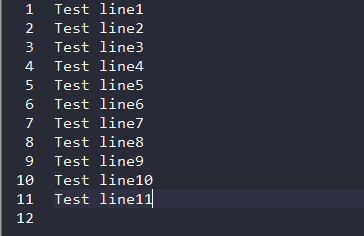 1 Test line1
2 Test line2
3 Test line3
4 Test line4
5 Test line5
6 Test line6
7 Test line7
8 Test line8
9 Test line9
10 Test line10
11 Test line11
12